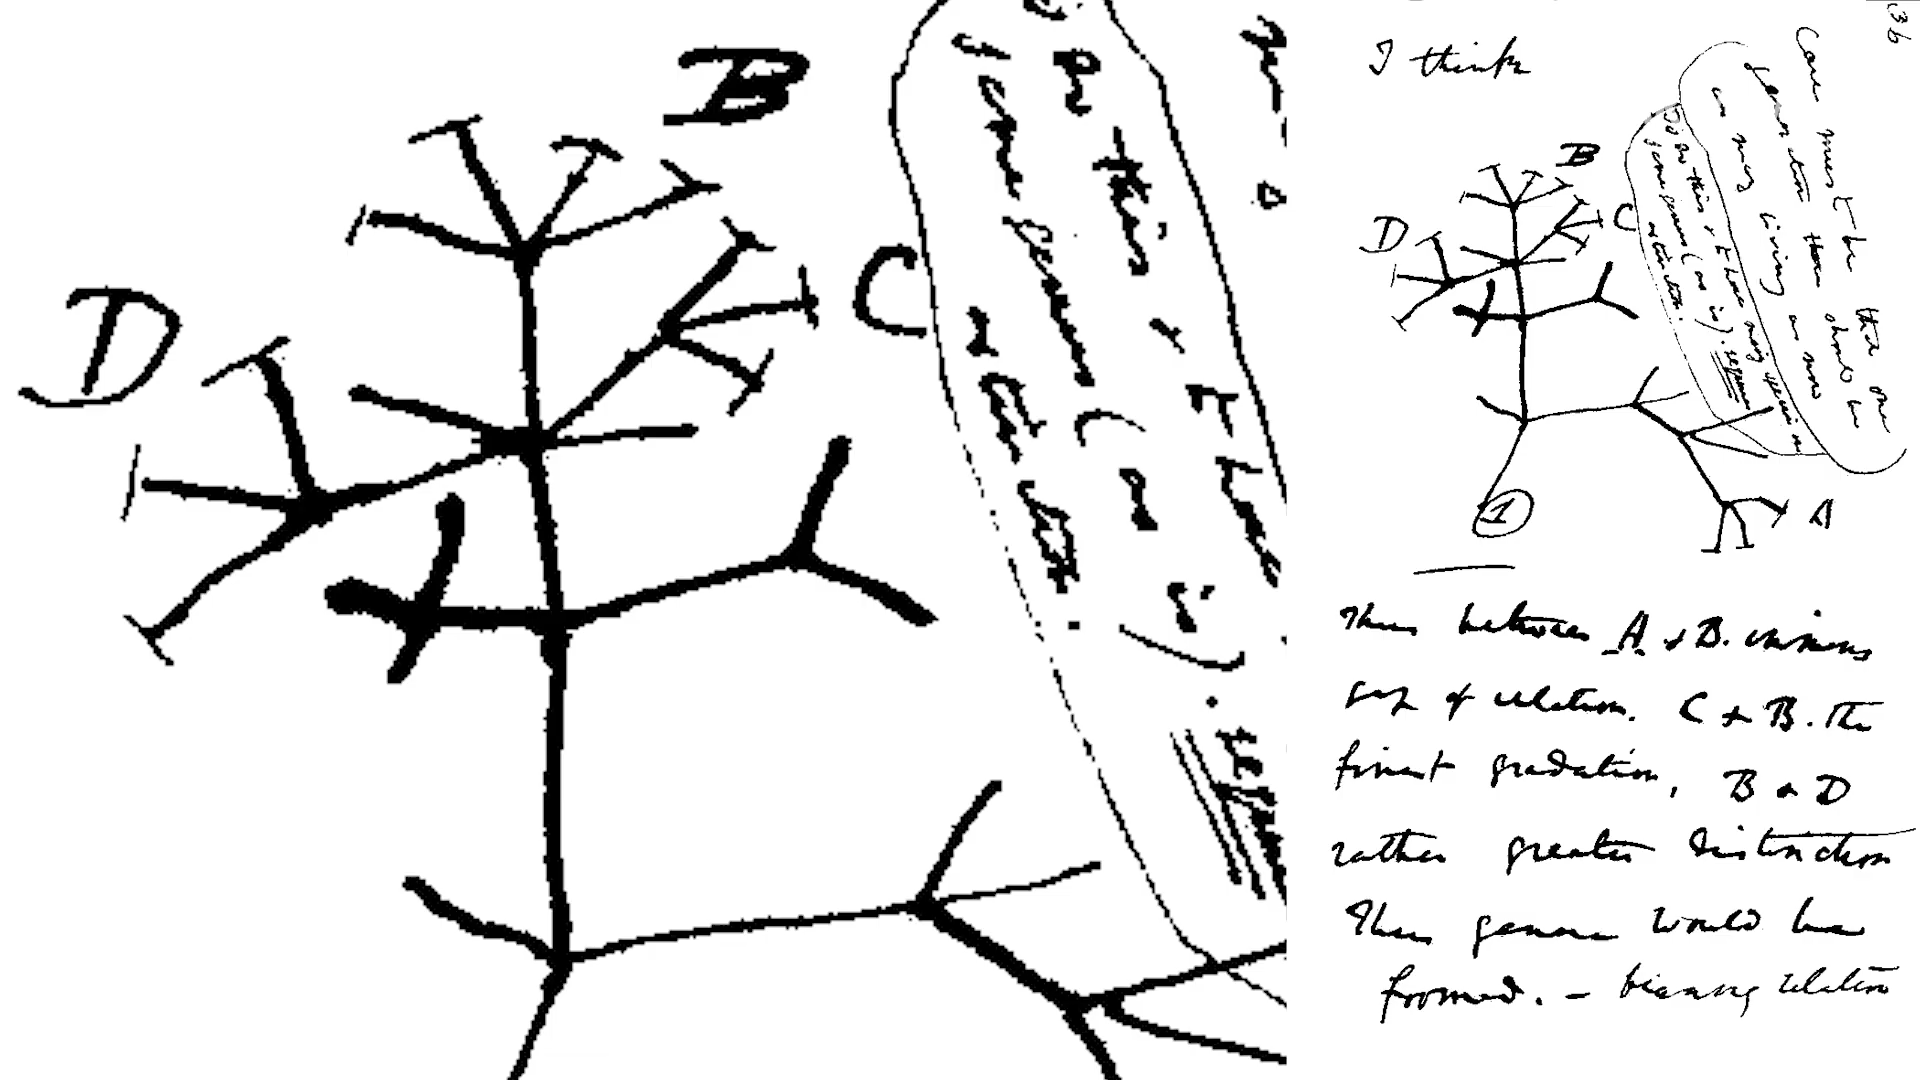 B
C
D
36
I think
Case must be that one
generation then should be
as many living as now
To do this & to have many species in
same genus (as is). requires
extinction.
B
C
D
A
1
Thus between A & B. immens
gap of relation. C & B. The
finest gradation, B & D
rather greater distinction
Thus genera would be
formed. — bearing relation